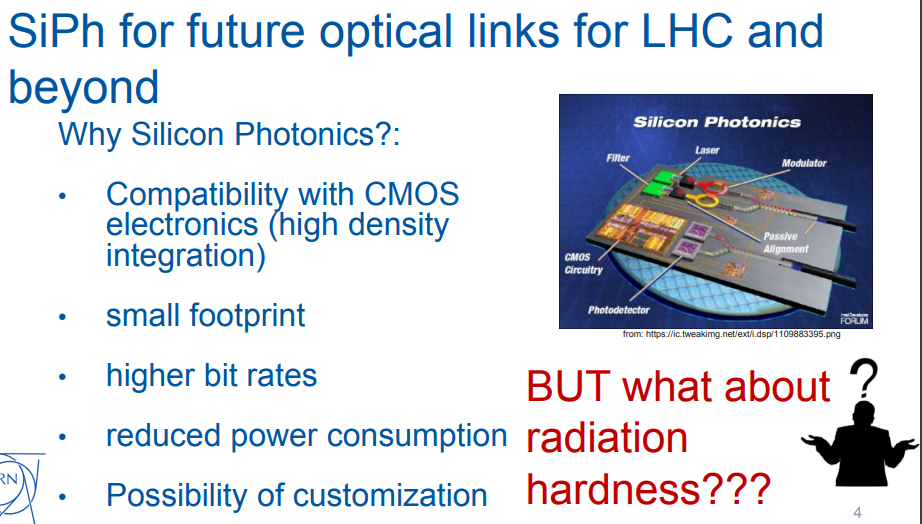 SiPh for future optical links for LHC and
beyond
Why Silicon Photonics?:
• Compatibility with CMOS
electronics (high density
integration)
• small footprint
• higher bit rates
• reduced power consumption
• Possibility of customization
Silicon Photonics
Filter
Laser
Modulator
Passive
Alignment
CMOS
Circuitry
Photodetector
Intel Developer
FORUM
from: https://ic.tweakimg.net/ext/i.dsp/1109883395.png
BUT what about
radiation
hardness???
?
RN
4